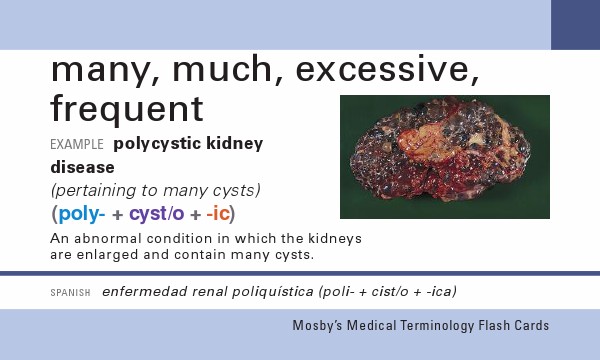 many, much, excessive,
frequent
EXAMPLE polycystic kidney
disease
(pertaining to many cysts)
(poly- + cyst/o + -ic)
An abnormal condition in which the kidneys
are enlarged and contain many cysts.
SPANISH enfermedad renal poliquística (poli- + cist/o + -ica)
Mosby's Medical Terminology Flash Cards